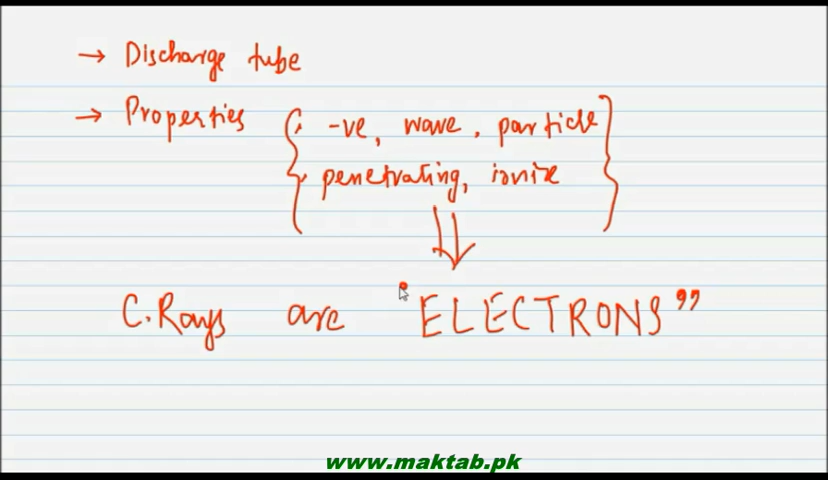 → Discharge tube
→ Properties { -ve, wave, particle
penetrating, ionize }
C.Rays are "ELECTRONS"
www.maktab.pk